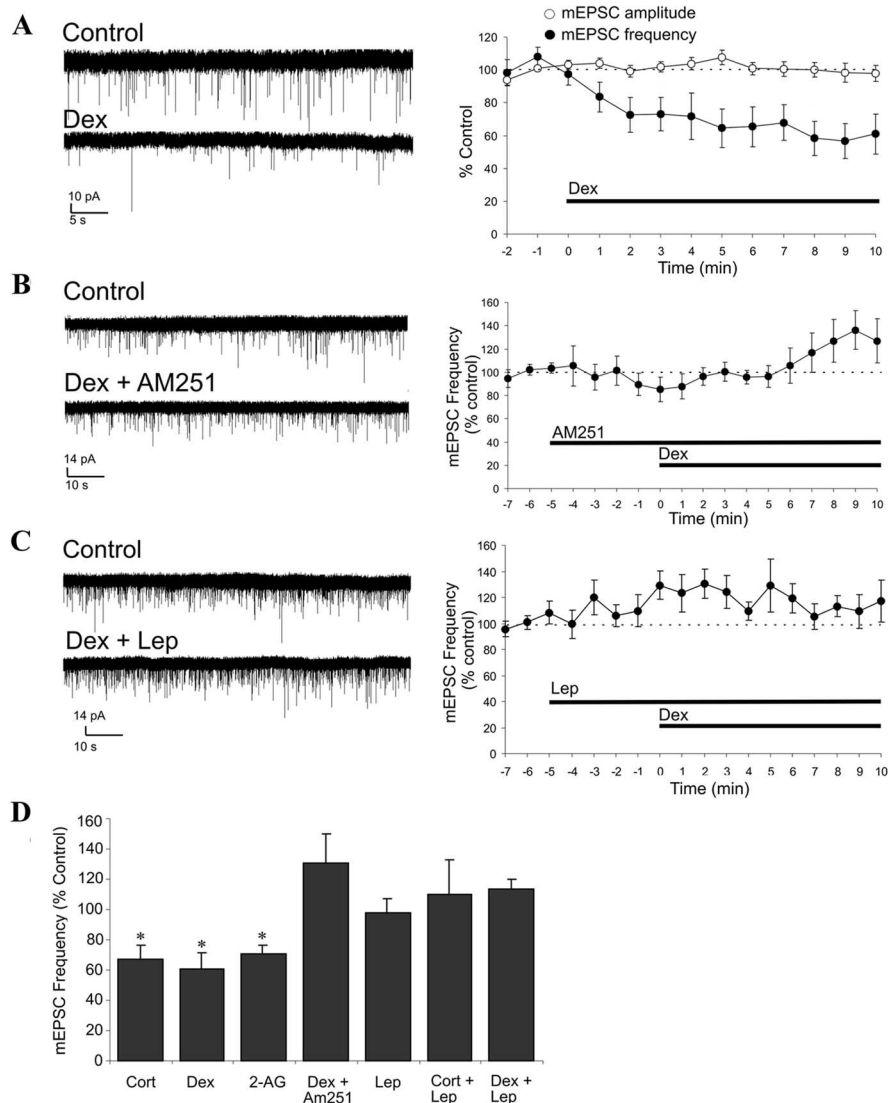 A
Control
Dex
10 pA
5 s
mEPSC amplitude
mEPSC frequency
120
100
80
60
40
20
0
% Control
Dex
-2 -1 0 1 2 3 4 5 6 7 8 9 10
Time (min)
B
Control
Dex + AM251
14 pA
10 s
160
140
120
100
80
60
40
20
0
mEPSC Frequency
(% control)
AM251
Dex
-7 -6 -5 -4 -3 -2 -1 0 1 2 3 4 5 6 7 8 9 10
Time (min)
C
Control
Dex + Lep
14 pA
10 s
160
140
120
100
80
60
40
20
0
mEPSC Frequency
(% control)
Lep
Dex
-7 -6 -5 -4 -3 -2 -1 0 1 2 3 4 5 6 7 8 9 10
Time (min)
D
mEPSC Frequency (% Control)
160
140
120
100
80
60
40
20
0
* * *
Cort Dex 2-AG Dex + Am251 Lep Cort + Lep Dex + Lep